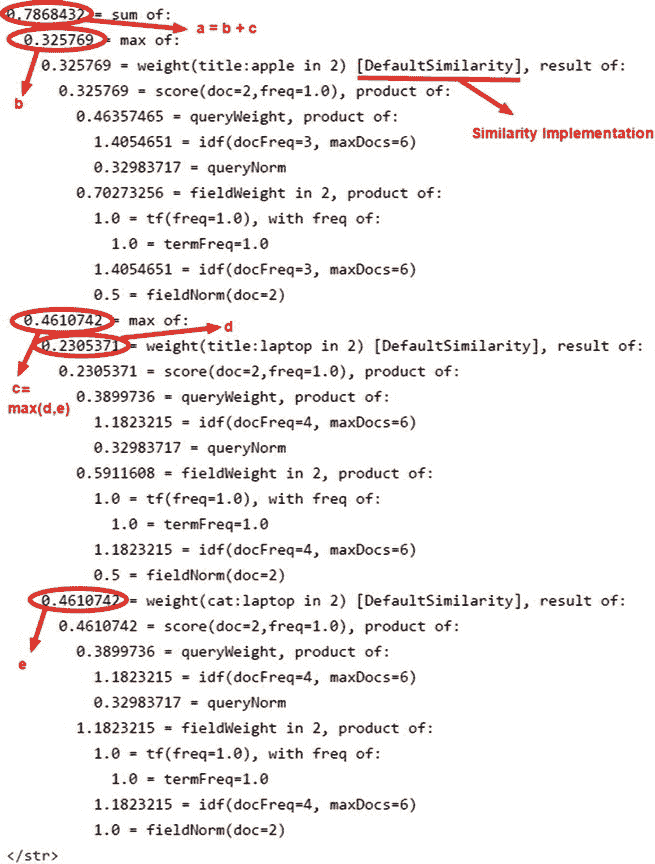 0.7868432 = sum of:
a = b + c
0.325769 = max of:
0.325769 = weight(title:apple in 2) [DefaultSimilarity], result of:
b
0.325769 = score(doc=2,freq=1.0), product of:
0.46357465 = queryWeight, product of:
Similarity Implementation
1.4054651 = idf(docFreq=3, maxDocs=6)
0.32983717 = queryNorm
0.70273256 = fieldWeight in 2, product of:
1.0 = tf(freq=1.0), with freq of:
1.0 = termFreq=1.0
1.4054651 = idf(docFreq=3, maxDocs=6)
0.5 = fieldNorm(doc=2)
0.4610742 = max of:
d
0.2305371 = weight(title:laptop in 2) [DefaultSimilarity], result of:
0.2305371 = score(doc=2,freq=1.0), product of:
c=
max(d,e)
0.3899736 = queryWeight, product of:
1.1823215 = idf(docFreq=4, maxDocs=6)
0.32983717 = queryNorm
0.5911608 = fieldWeight in 2, product of:
1.0 = tf(freq=1.0), with freq of:
1.0 = termFreq=1.0
1.1823215 = idf(docFreq=4, maxDocs=6)
0.5 = fieldNorm(doc=2)
0.4610742 = weight(cat:laptop in 2) [DefaultSimilarity], result of:
0.4610742 = score(doc=2,freq=1.0), product of:
0.3899736 = queryWeight, product of:
e
1.1823215 = idf(docFreq=4, maxDocs=6)
0.32983717 = queryNorm
1.1823215 = fieldWeight in 2, product of:
1.0 = tf(freq=1.0), with freq of:
1.0 = termFreq=1.0
1.1823215 = idf(docFreq=4, maxDocs=6)
1.0 = fieldNorm(doc=2)
</str>